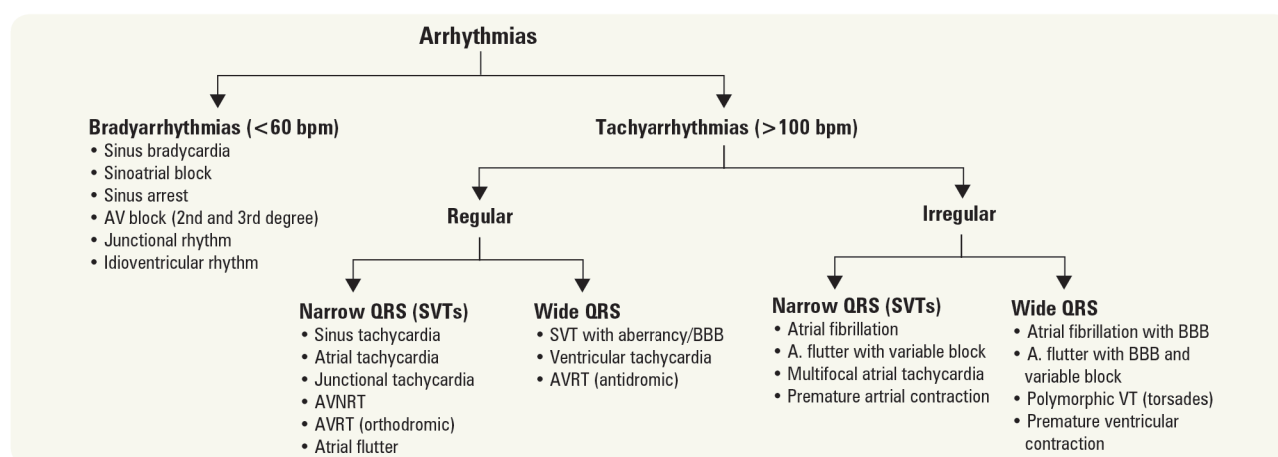 Arrhythmias
Bradyarrhythmias (<60 bpm)
• Sinus bradycardia
• Sinoatrial block
• Sinus arrest
• AV block (2nd and 3rd degree)
• Junctional rhythm
• Idioventricular rhythm
Tachyarrhythmias (>100 bpm)
Regular
Narrow QRS (SVTs)
• Sinus tachycardia
• Atrial tachycardia
• Junctional tachycardia
• AVNRT
• AVRT (orthodromic)
• Atrial flutter
Wide QRS
• SVT with aberrancy/BBB
• Ventricular tachycardia
• AVRT (antidromic)
Irregular
Narrow QRS (SVTs)
• Atrial fibrillation
• A. flutter with variable block
• Multifocal atrial tachycardia
• Premature artrial contraction
Wide QRS
• Atrial fibrillation with BBB
• A. flutter with BBB and
variable block
• Polymorphic VT (torsades)
• Premature ventricular
contraction